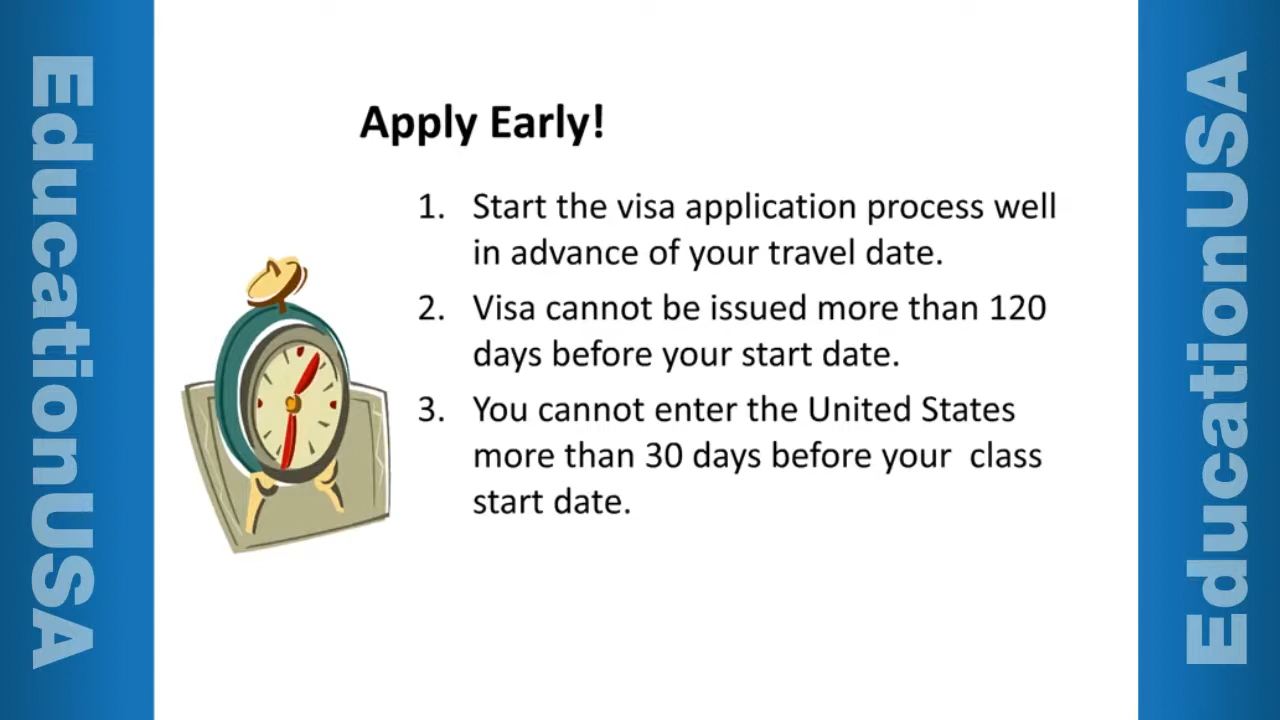 EducationUSA
Apply Early!
1. Start the visa application process well
in advance of your travel date.
2. Visa cannot be issued more than 120
days before your start date.
3. You cannot enter the United States
more than 30 days before your class
start date.
EducationUSA